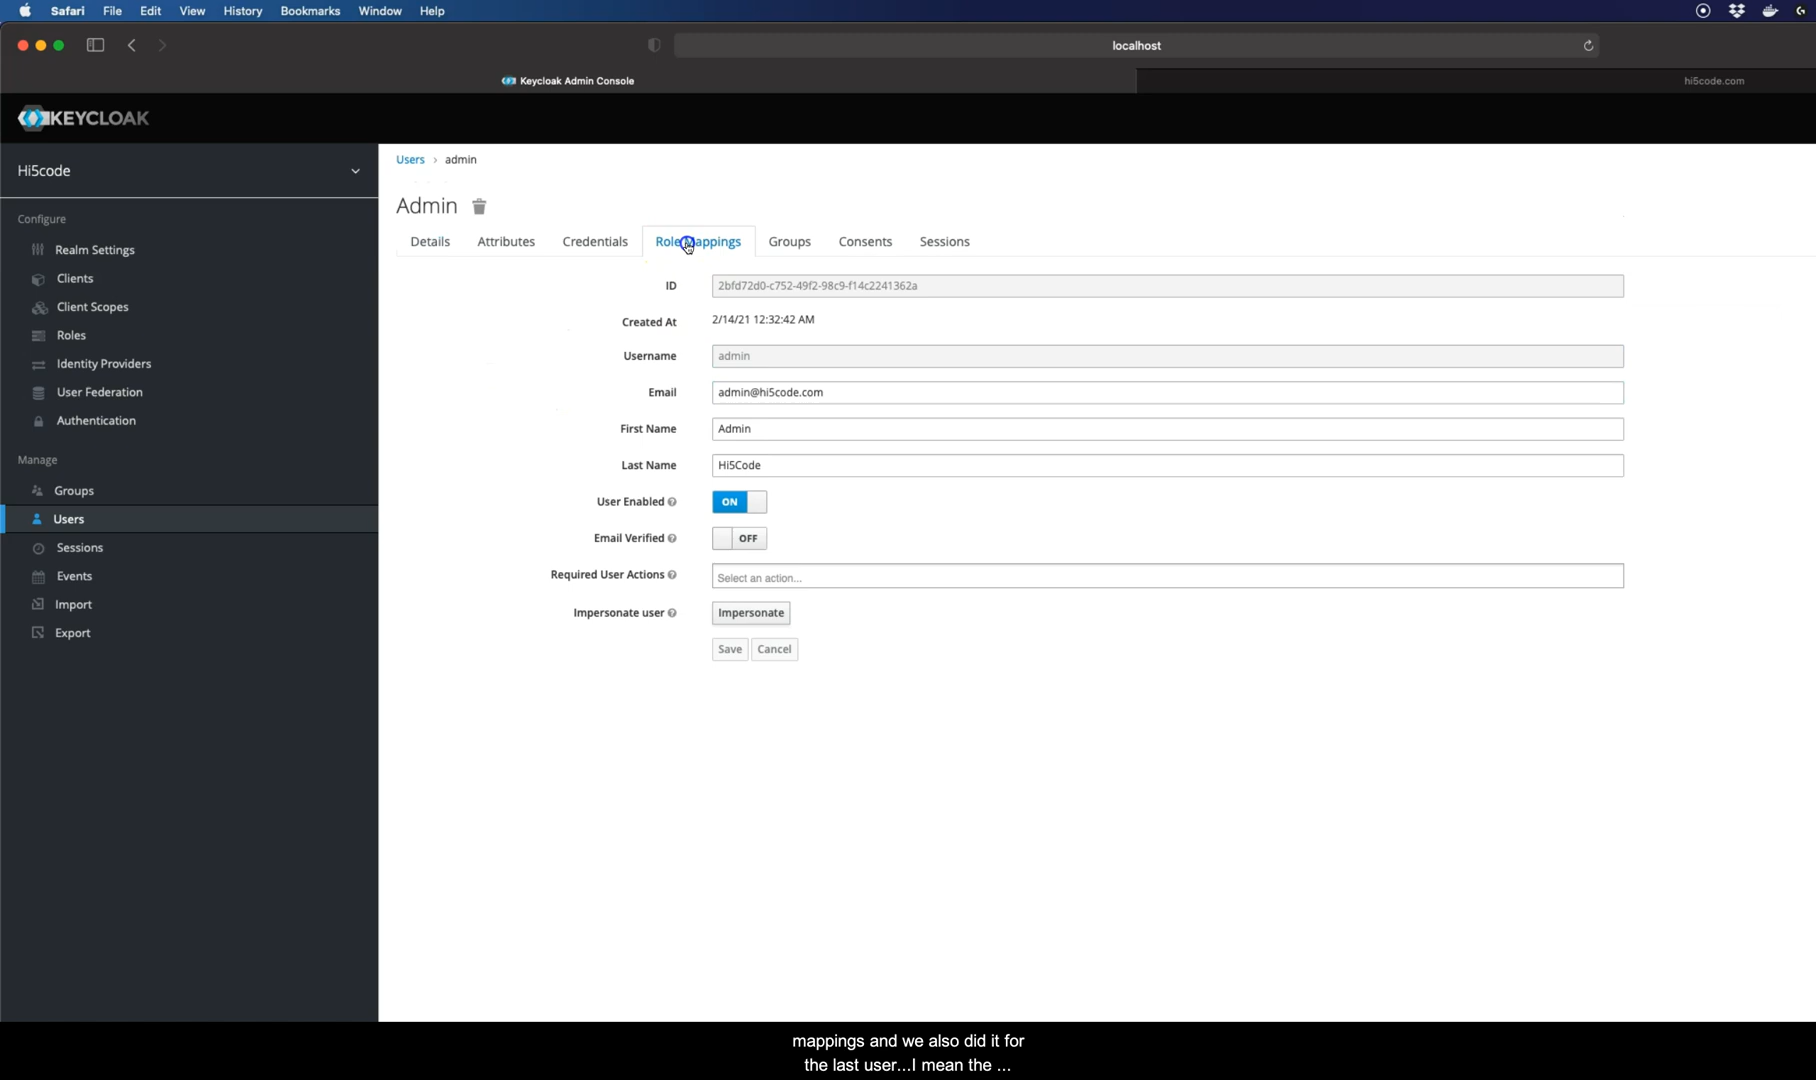 Safari File Edit View History Bookmarks Window Help
localhost
Keycloak Admin Console
hi5code.com
KEYCLOAK
Hi5code
Configure
Realm Settings
Clients
Client Scopes
Roles
Identity Providers
User Federation
Authentication
Manage
Groups
Users
Sessions
Events
Import
Export
Users > admin
Admin
Details Attributes Credentials Role Mappings Groups Consents Sessions
ID 2bfd72d0-c752-49f2-98c9-f14c2241362a
Created At 2/14/21 12:32:42 AM
Username admin
Email admin@hi5code.com
First Name Admin
Last Name Hi5Code
User Enabled ON
Email Verified OFF
Required User Actions Select an action...
Impersonate user Impersonate
Save Cancel
mappings and we also did it for
the last user...I mean the ...